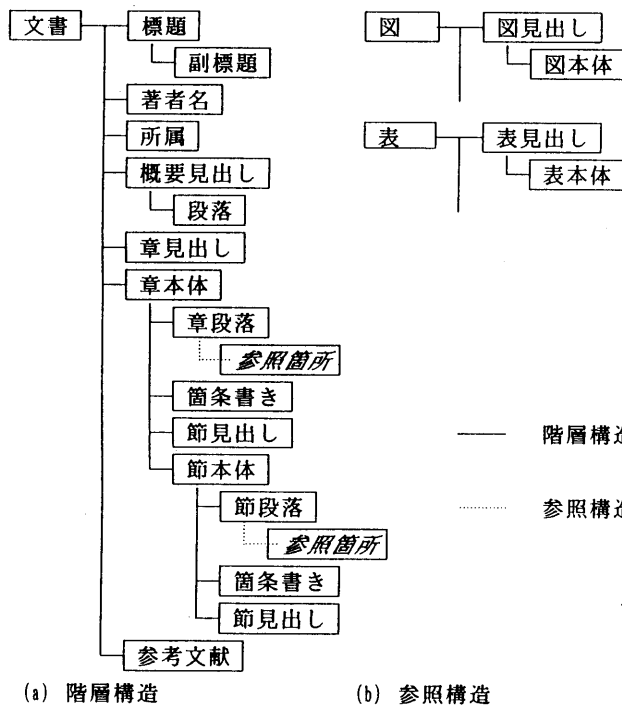 文書
標題
副標題
著者名
所属
概要見出し
段落
章見出し
章本体
章段落
参照箇所
箇条書き
節見出し
節本体
節段落
参照箇所
箇条書き
節見出し
参考文献
(a) 階層構造
図
図見出し
図本体
表
表見出し
表本体
階層構造
参照構造
(b) 参照構造